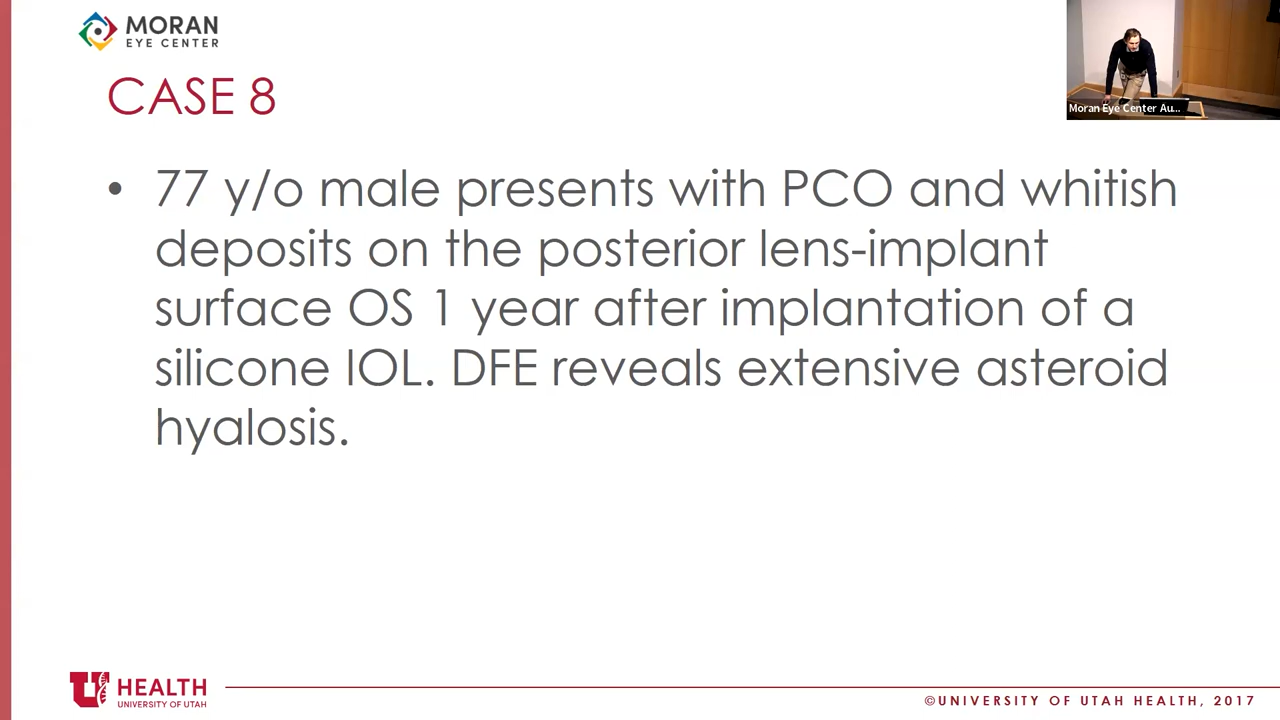 MORAN
EYE CENTER
Moran Eye Center Au...
CASE 8
• 77 y/o male presents with PCO and whitish
deposits on the posterior lens-implant
surface OS 1 year after implantation of a
silicone IOL. DFE reveals extensive asteroid
hyalosis.
U HEALTH
UNIVERSITY OF UTAH
©UNIVERSITY OF UTAH HEALTH, 2017